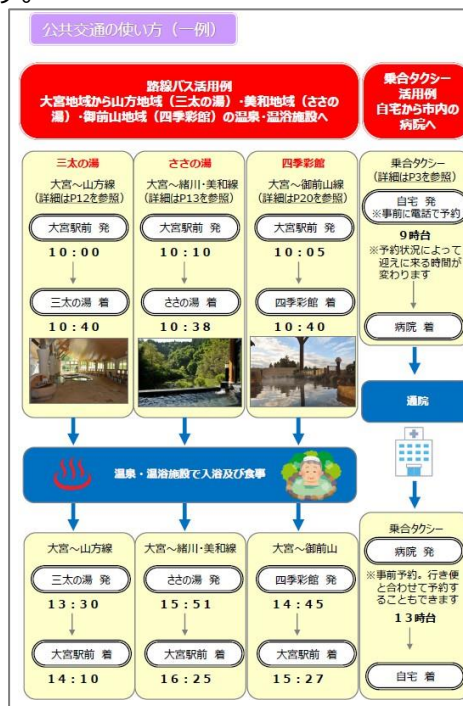 す。
公共交通の使い方（一例）
路線バス活用例
大宮地域から山方地域（三太の湯）・美和地域（ささの
湯）・御前山地域（四季彩館）の温泉・温浴施設へ
乗合タクシー
活用例
自宅から市内の
病院へ
三太の湯
大宮～山方線
（詳細はP12を参照）
大宮駅前 発
10：00
三太の湯 着
10：40
ささの湯
大宮～緒川・美和線
（詳細はP13を参照）
大宮駅前 発
10：10
ささの湯 着
10：38
四季彩館
大宮～御前山線
（詳細はP20を参照）
大宮駅前 発
10：05
四季彩館 着
10：40
乗合タクシー
（詳細はP3を参照）
自宅 発
※事前に電話で予約
9時台
※予約状況によって
迎えに来る時間が
変わります
病院 着
温泉・温浴施設で入浴及び食事
通院
大宮～山方線
三太の湯 発
13：30
大宮駅前 着
14：10
大宮～緒川・美和線
ささの湯 発
15：51
大宮駅前 着
16：25
大宮～御前山
四季彩館 発
14：45
大宮駅前 着
15：27
乗合タクシー
病院 発
※事前予約。行き便
と合わせて予約す
ることもできます
13時台
自宅 着